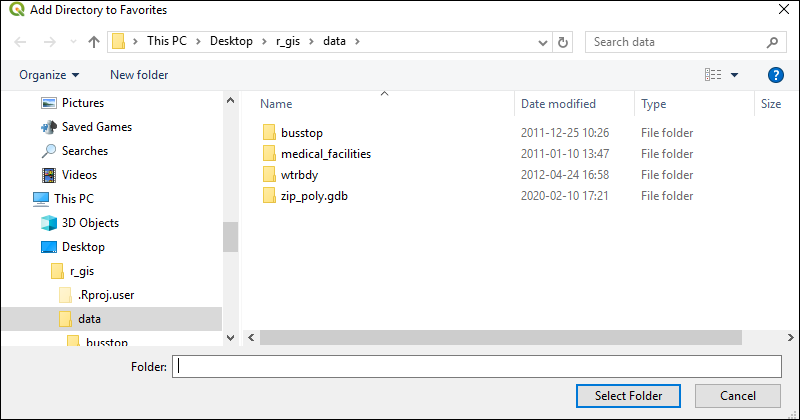 Add Directory to Favorites
This PC Desktop r_gis data
Search data
Organize New folder
?
Pictures
Saved Games
Searches
Videos
This PC
3D Objects
Desktop
r_gis
.Rproj.user
data
busstop
Name Date modified Type Size
busstop 2011-12-25 10:26 File folder
medical_facilities 2011-01-10 13:47 File folder
wtrbdy 2012-04-24 16:58 File folder
zip_poly.gdb 2020-02-10 17:21 File folder
Folder:
Select Folder Cancel